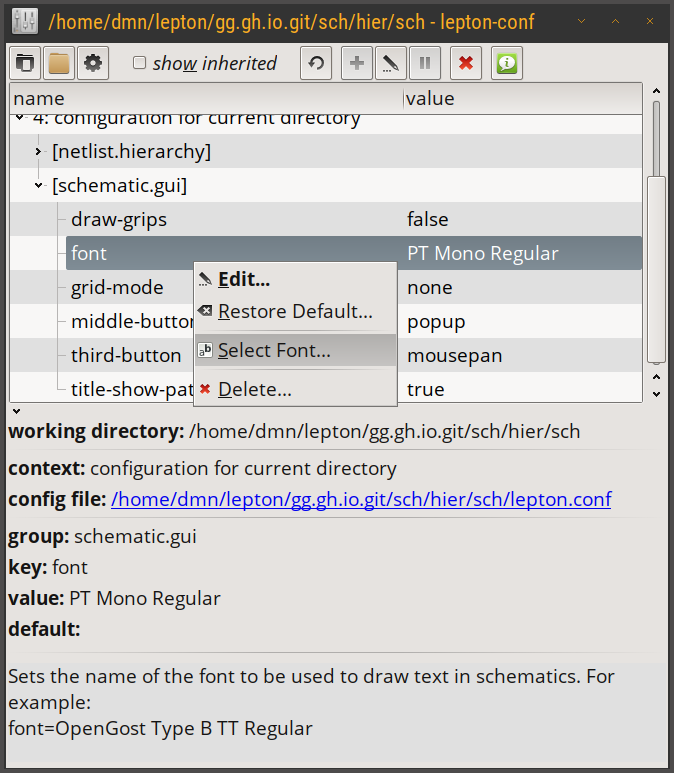 /home/dmn/lepton/gg.gh.io.git/sch/hier/sch - lepton-conf
show inherited
name value
4: configuration for current directory
[netlist.hierarchy]
[schematic.gui]
draw-grips false
font PT Mono Regular
grid-mode none
middle-button popup
third-button mousepan
title-show-pat true
Edit...
Restore Default...
ab Select Font...
Delete...
working directory: /home/dmn/lepton/gg.gh.io.git/sch/hier/sch
context: configuration for current directory
config file: /home/dmn/lepton/gg.gh.io.git/sch/hier/sch/lepton.conf
group: schematic.gui
key: font
value: PT Mono Regular
default:
Sets the name of the font to be used to draw text in schematics. For
example:
font=OpenGost Type B TT Regular